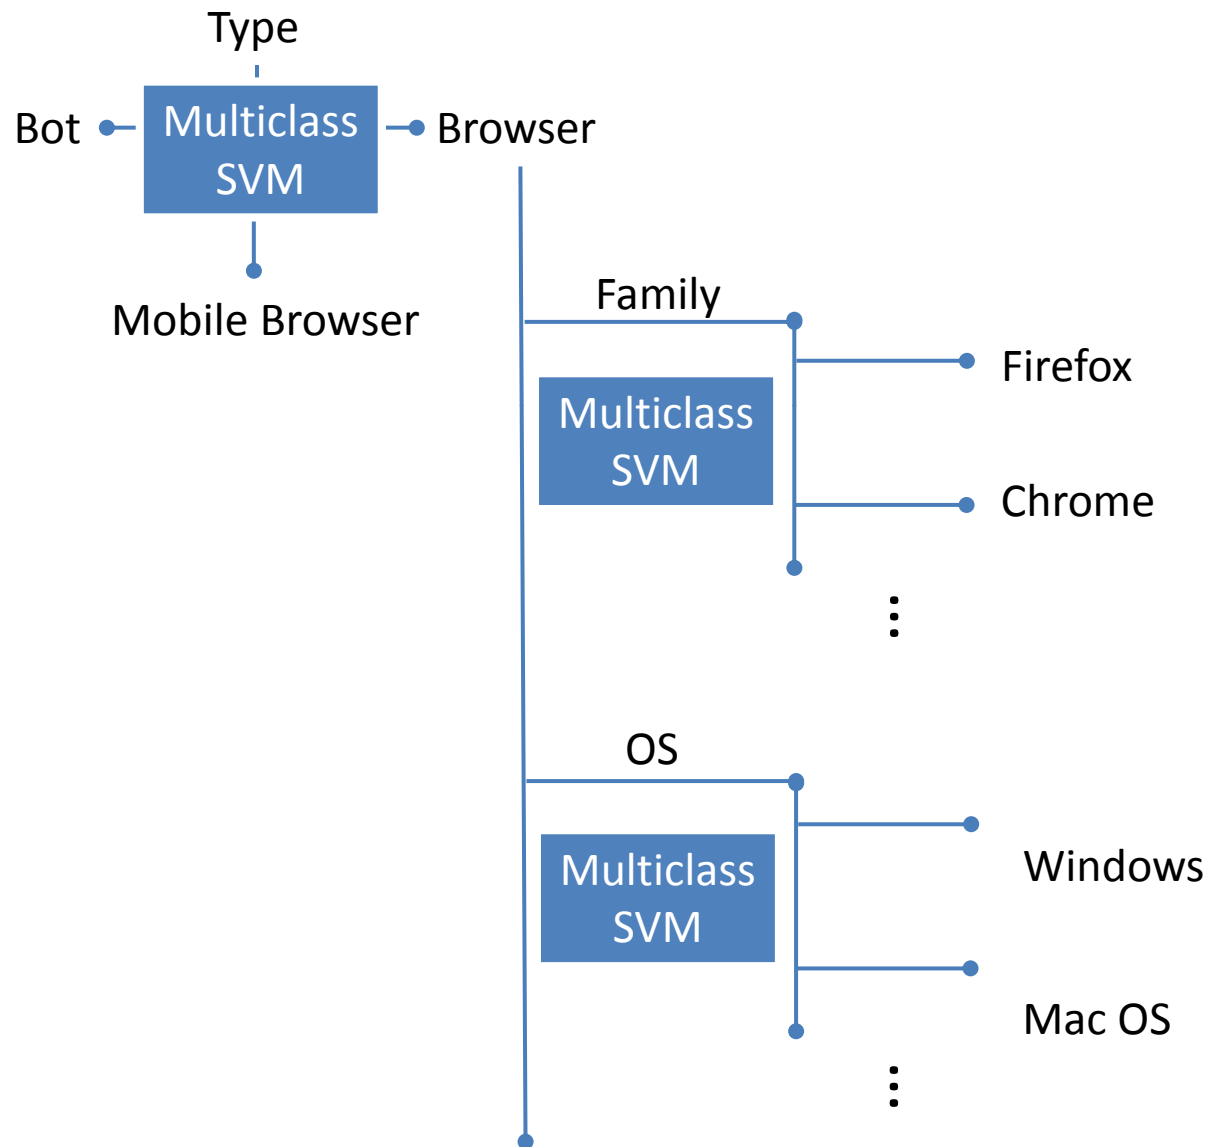 Type
Bot
Multiclass
SVM
Browser
Mobile Browser
Family
Multiclass
SVM
Firefox
Chrome
...
OS
Multiclass
SVM
Windows
Mac OS
...